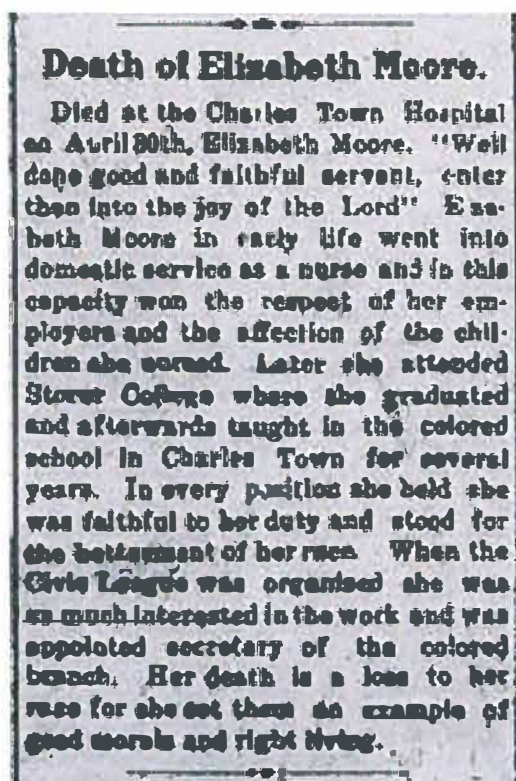 Death of Elizabeth Moore.
Died at the Charles Town Hospital
on April 30th, Elizabeth Moore. "Well
done good and faithful servent, enter
thou into the joy of the Lord"
beth Moore in early life went into
domestic service as a nurse and in this
capacity won the respect of her em-
ployers and the affection of the chil-
dren she nursed. Later she attended
Storer College where she graduated
and afterwards taught in the colored
school in Charles Town for several
years. In every position she held she
was faithful to her duty and stood for
the betterment of her race. When the
Civic League was organised she was
so much interested in the work and was
appointed secretary of the colored
branch. Her death is a loss to her
race for she set them an example of
good morals and right living.